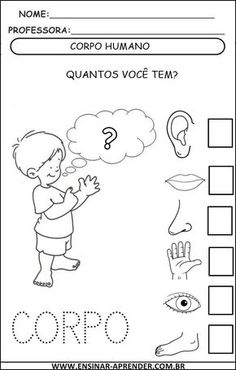 NOME:
PROFESSORA:
CORPO HUMANO
QUANTOS VOCÊ TEM?
?
CORPO
WWW.ENSINAR-APRENDER.COM.BR